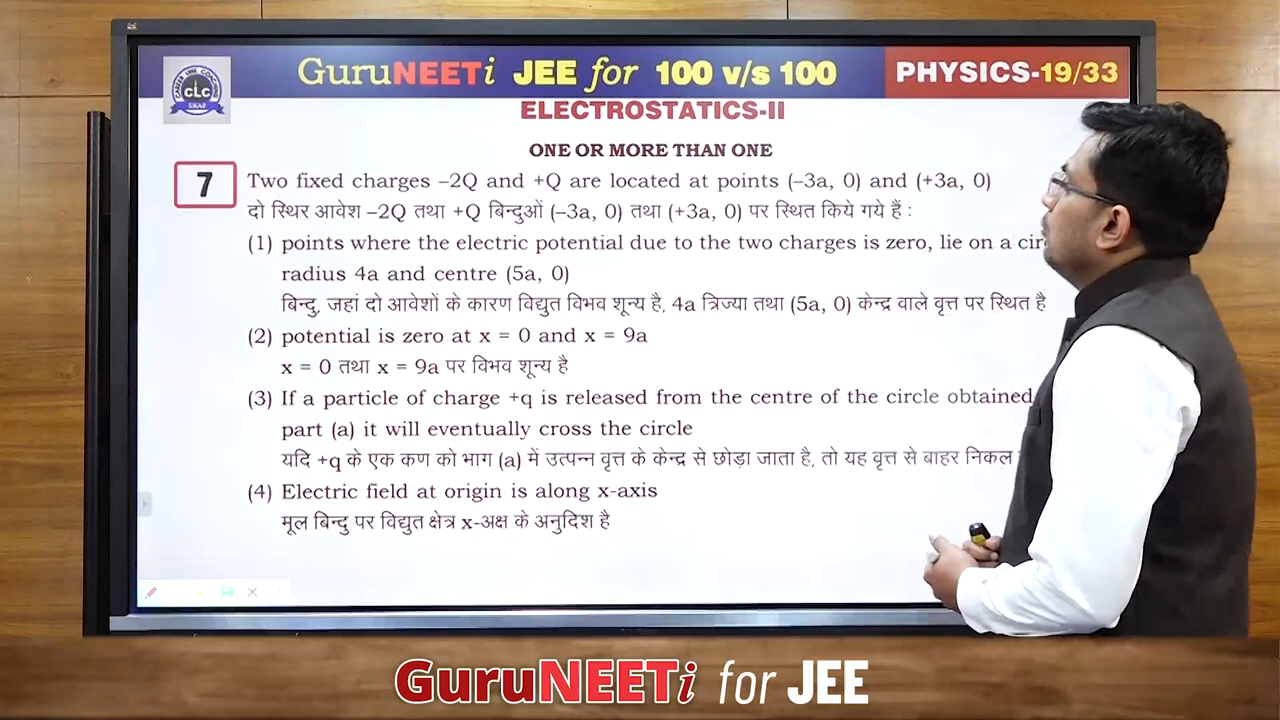 GuruNEETi JEE for 100 v/s 100
PHYSICS-19/33
CAREER LINE COACHING
CLC
SIKAR
ELECTROSTATICS-II
ONE OR MORE THAN ONE
7
Two fixed charges –2Q and +Q are located at points (–3a, 0) and (+3a, 0)
दो स्थिर आवेश –2Q तथा +Q बिन्दुओं (–3a, 0) तथा (+3a, 0) पर स्थित किये गये हैं :
(1) points where the electric potential due to the two charges is zero, lie on a
radius 4a and centre (5a, 0)
बिन्दु, जहां दो आवेशों के कारण विद्युत विभव शून्य है, 4a त्रिज्या तथा (5a, 0) केन्द्र वाले वृत्त पर स्थित है
(2) potential is zero at x = 0 and x = 9a
x = 0 तथा x = 9a पर विभव शून्य है
(3) If a particle of charge +q is released from the centre of the circle obtained
part (a) it will eventually cross the circle
यदि +q के एक कण को भाग (a) में उत्पन्न वृत्त के केन्द्र से छोड़ा जाता है, तो यह वृत्त से बाहर निकल
(4) Electric field at origin is along x-axis
मूल बिन्दु पर विद्युत क्षेत्र x-अक्ष के अनुदिश है
GuruNEETi for JEE